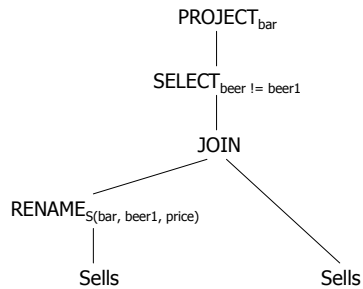 PROJECTbar
SELECTbeer != beer1
JOIN
RENAMES(bar, beer1, price)
Sells
Sells